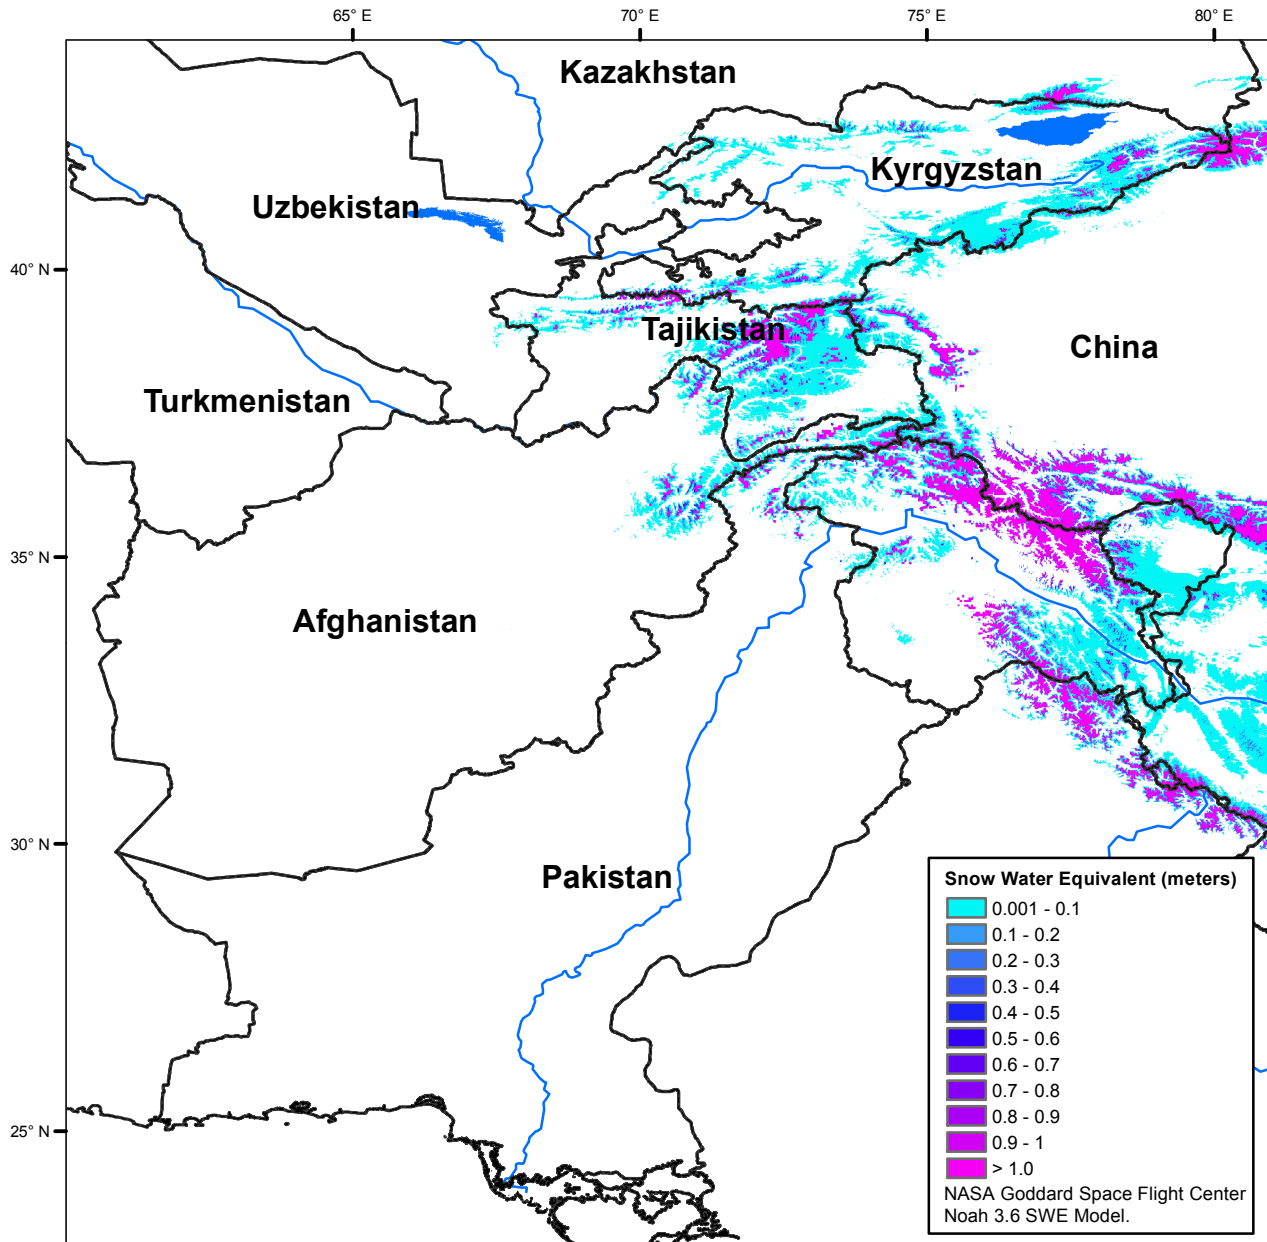 65° E
70° E
75° E
80° E
Kazakhstan
Kyrgyzstan
Uzbekistan
40° N
Tajikistan
China
Turkmenistan
35° N
Afghanistan
30° N
Pakistan
Snow Water Equivalent (meters)
0.001 - 0.1
0.1 - 0.2
0.2 - 0.3
0.3 - 0.4
0.4 - 0.5
0.5 - 0.6
0.6 - 0.7
0.7 - 0.8
0.8 - 0.9
0.9 - 1
> 1.0
NASA Goddard Space Flight Center
Noah 3.6 SWE Model.
25° N